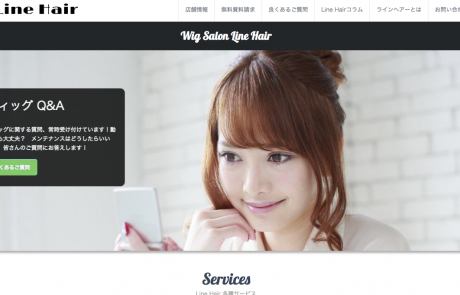 Line Hair
店舗情報 無料資料請求 良くあるご質問 Line Hairコラム ラインヘアーとは お問い合
Wig Salon Line Hair
ィッグ Q&A
ッグに関する質問、常時受け付けています！動
も大丈夫？　メンテナンスはどうしたらいい
皆さんのご質問にお答えします！
くあるご質問
Services
Line Hair 各種サービス